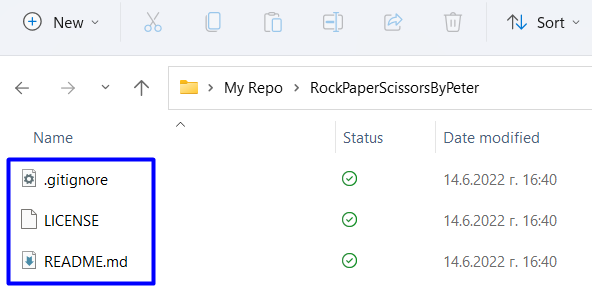 New Sort
My Repo RockPaperScissorsByPeter
Name Status Date modified
.gitignore 14.6.2022 г. 16:40
LICENSE 14.6.2022 г. 16:40
README.md 14.6.2022 г. 16:40